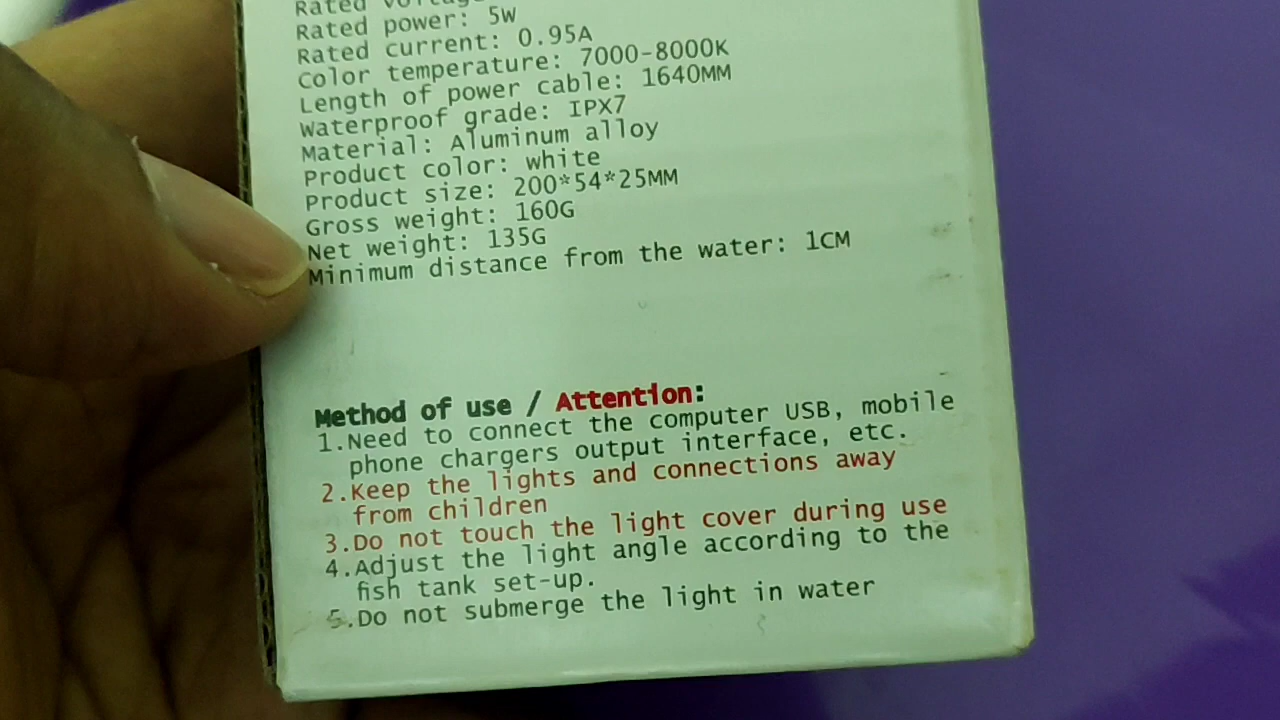 Rated voltage
Rated power: 5W
Rated current: 0.95A
Color temperature: 7000-8000K
Length of power cable: 1640MM
Waterproof grade: IPX7
Material: Aluminum alloy
Product color: white
Product size: 200*54*25MM
Gross weight: 160G
Net weight: 135G
Minimum distance from the water: 1CM
Method of use / Attention:
1.Need to connect the computer USB, mobile
phone chargers output interface, etc.
2.Keep the lights and connections away
from children
3.Do not touch the light cover during use
4.Adjust the light angle according to the
fish tank set-up.
5.Do not submerge the light in water